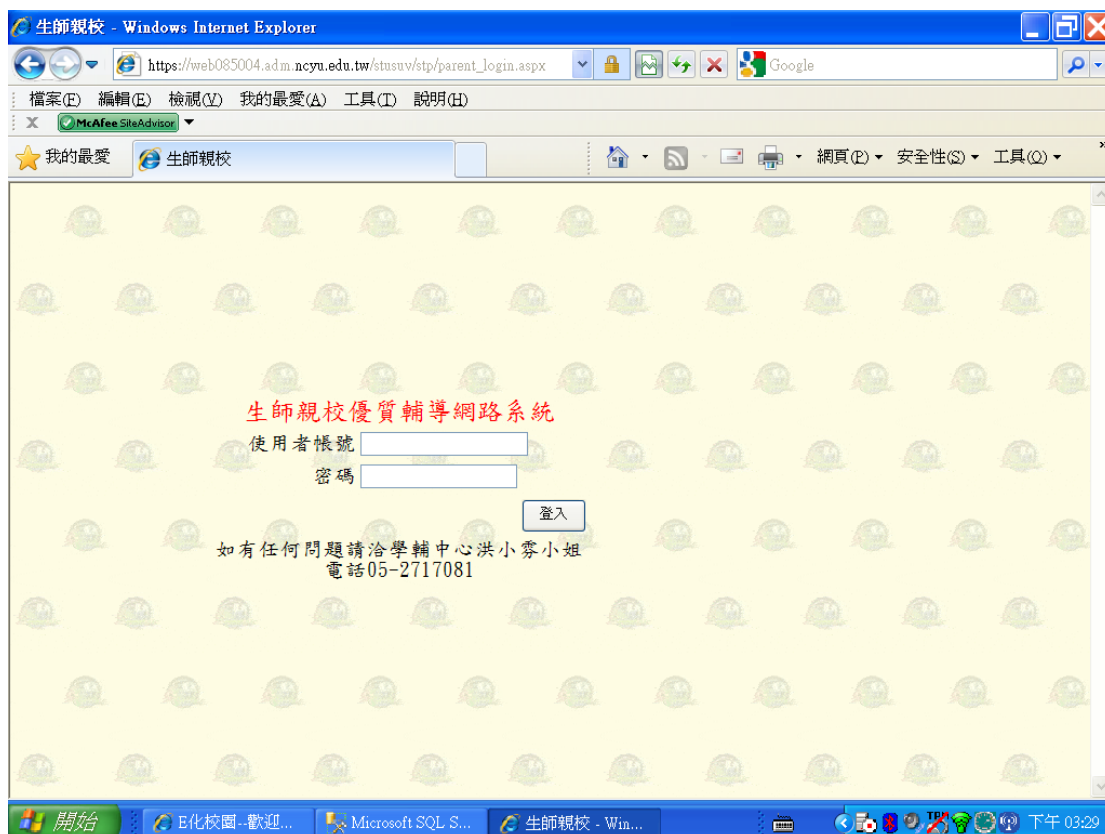 生師親校 - Windows Internet Explorer
https://web085004.adm.ncyu.edu.tw/stusuv/stp/parent_login.aspx
Google
檔案(F) 編輯(E) 檢視(V) 我的最愛(A) 工具(T) 說明(H)
X McAfee SiteAdvisor
我的最愛 生師親校 網頁(P) 安全性(S) 工具(O) »
生師親校優質輔導網路系統
使用者帳號
密碼
登入
如有任何問題請洽學輔中心洪小雰小姐
電話05-2717081
開始 E化校園--歡迎... Microsoft SQL S... 生師親校 - Win... 下午 03:29